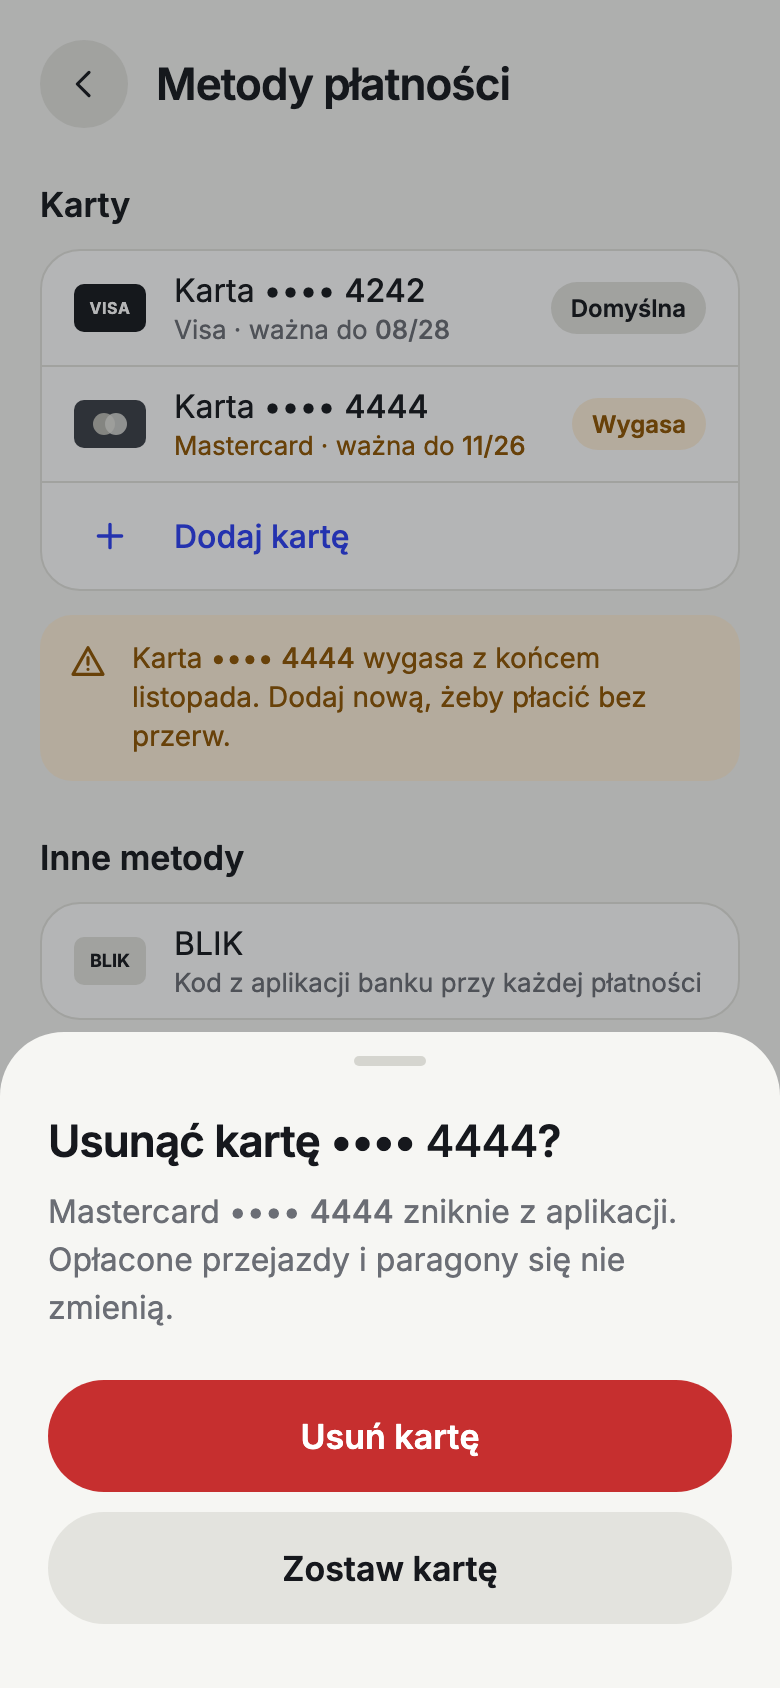 Metody płatności
Karty
VISA
Karta •••• 4242
Visa · ważna do 08/28
Domyślna
Karta •••• 4444
Mastercard · ważna do 11/26
Wygasa
Dodaj kartę
Karta •••• 4444 wygasa z końcem
listopada. Dodaj nową, żeby płacić bez
przerw.
Inne metody
BLIK
BLIK
Kod z aplikacji banku przy każdej płatności
Usunąć kartę •••• 4444?
Mastercard •••• 4444 zniknie z aplikacji.
Opłacone przejazdy i paragony się nie
zmienią.
Usuń kartę
Zostaw kartę